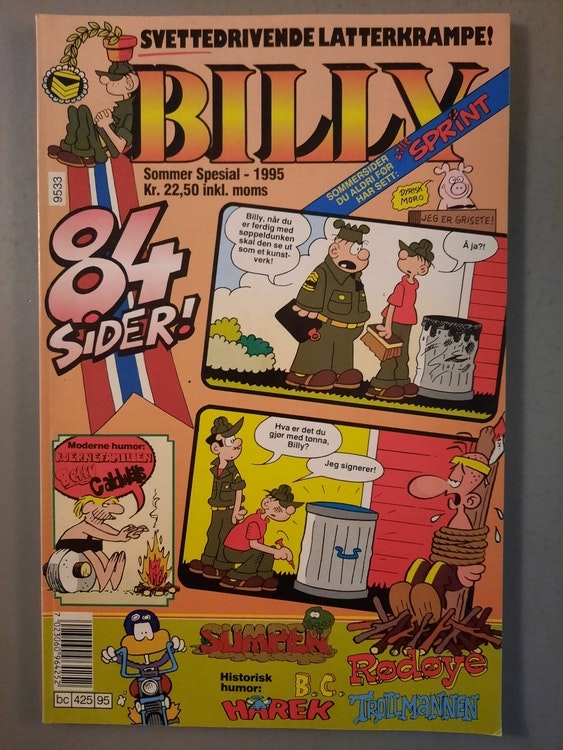 SVETTEDRIVENDE LATTERKRAMPE!
BILLY
Sommer Spesial - 1995
Kr. 22,50 inkl. moms
9533
SOMMERSIDER
DU ALDRI FØR
HAR SETT:
SPRINT
DYRISK
MORO
JEG ER GRISETE!
84
SIDER!
Billy, når du
er ferdig med
søppeldunken
skal den se ut
som et kunst-
verk!
Å ja?!
Hva er det du
gjør med tønna,
Billy?
Jeg signerer!
Moderne humor:
KJERNEFAMILIEN
Betty
SUMPEN
Historisk
humor:
B.C.
HÅREK
Rødøye
TROLLMANNEN
bc 425 95